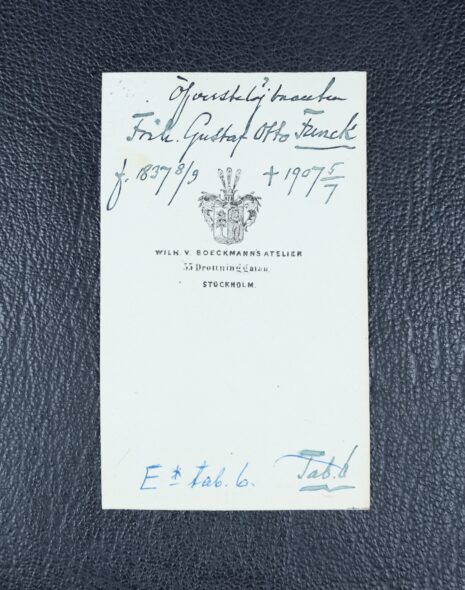 Öfverstelöjtnanten
Frih. Gustaf Otto Funck
f. 1837 8/9 † 1907 5/7
WILH. V. BOECKMANN'S ATELIER
55 Drottninggatan,
STOCKHOLM.
E* tab. 6. Tab. 6